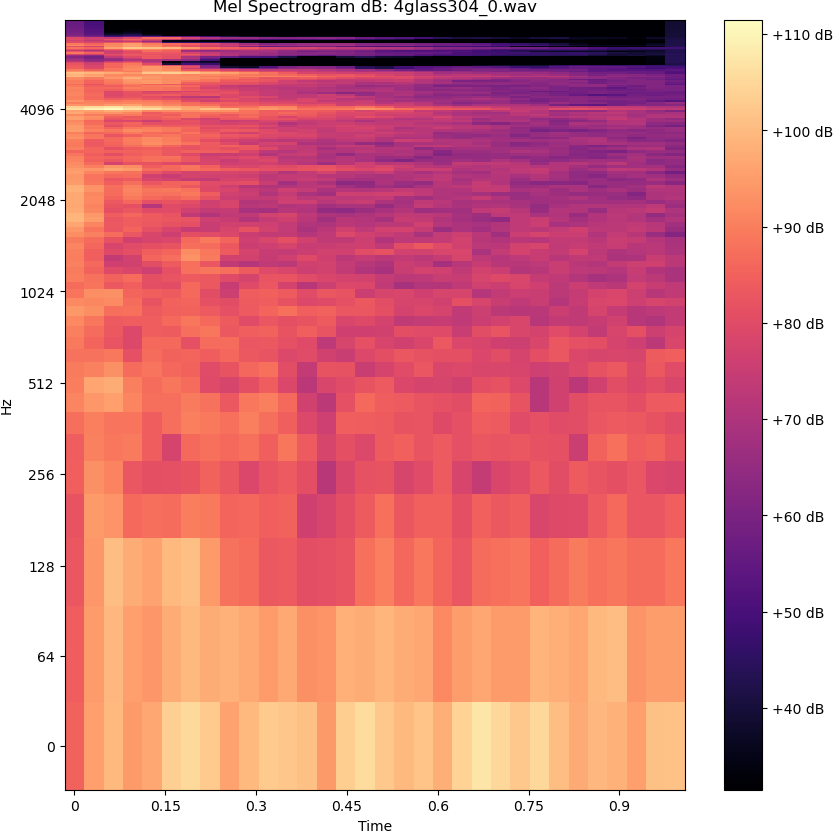 Mel Spectrogram dB: 4glass304_0.wav
+110 dB
4096
+100 dB
2048
+90 dB
1024
+80 dB
512
Hz
+70 dB
256
+60 dB
128
+50 dB
64
+40 dB
0
0 0.15 0.3 0.45 0.6 0.75 0.9
Time